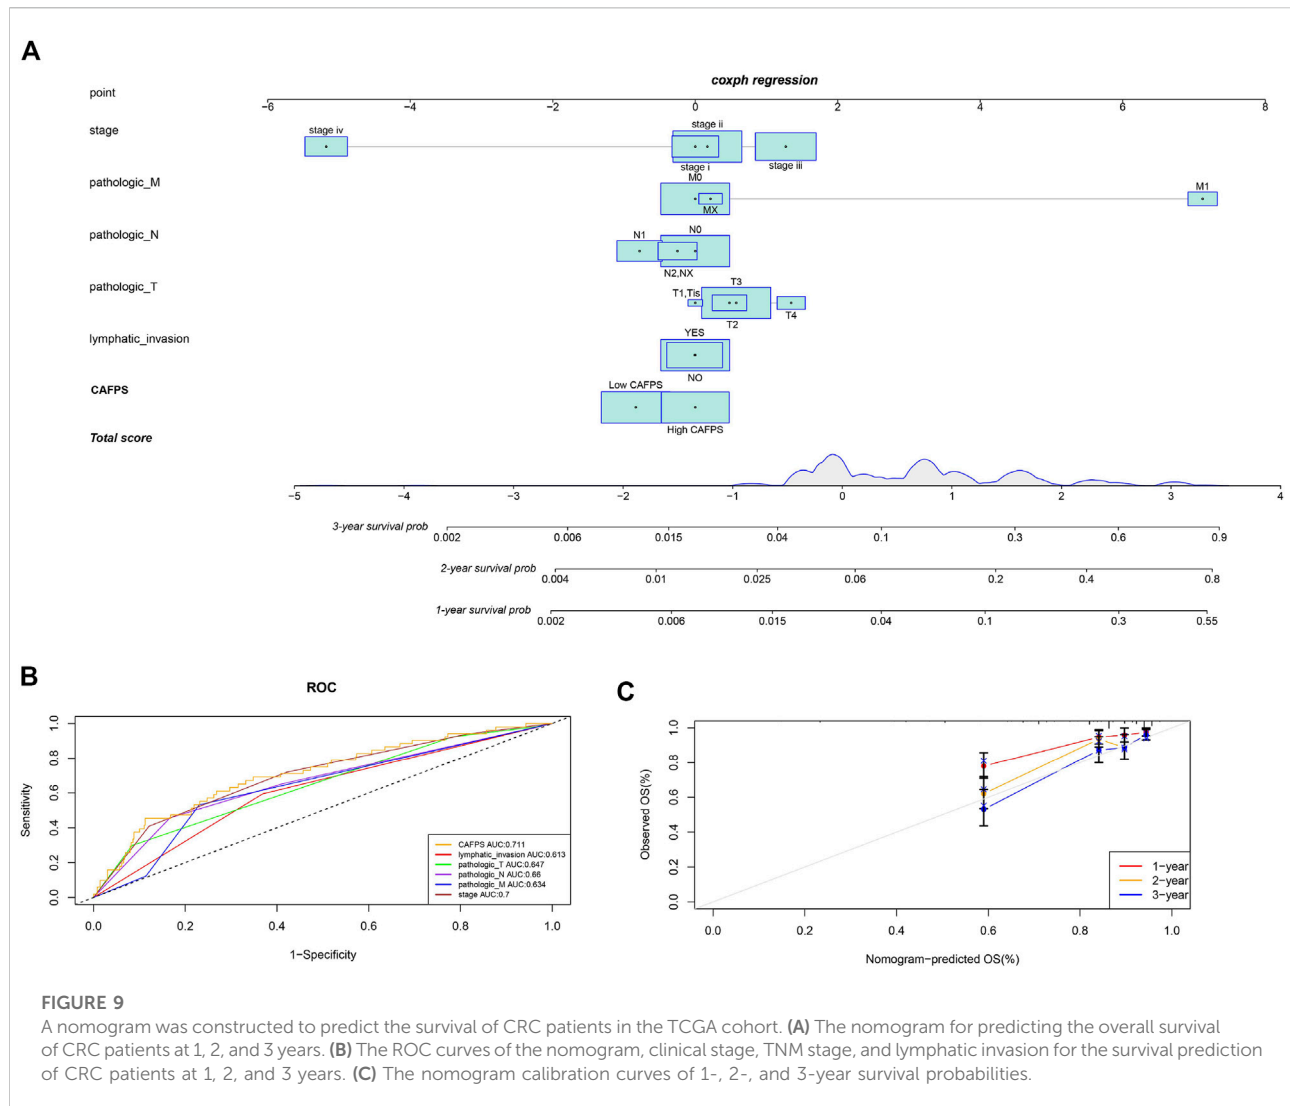 A
coxph regression
point
−6 −4 −2 0 2 4 6 8
stage
stage iv
stage ii
stage i
stage iii
pathologic_M
M0
M1
MX
pathologic_N
N1
N0
N2,NX
pathologic_T
T3
T1,Tis
T2
T4
lymphatic_invasion
YES
NO
CAFPS
Low CAFPS
High CAFPS
Total score
−5 −4 −3 −2 −1 0 1 2 3 4
3-year survival prob
0.002 0.006 0.015 0.04 0.1 0.3 0.6 0.9
2-year survival prob
0.004 0.01 0.025 0.06 0.2 0.4 0.8
1-year survival prob
0.002 0.006 0.015 0.04 0.1 0.3 0.55
B
ROC
Sensitivity
0.0 0.2 0.4 0.6 0.8 1.0
CAFPS AUC:0.711
lymphatic_invasion AUC:0.613
pathologic_T AUC:0.647
pathologic_N AUC:0.66
pathologic_M AUC:0.634
stage AUC:0.7
0.0 0.2 0.4 0.6 0.8 1.0
1−Specificity
C
Observed OS(%)
0.0 0.2 0.4 0.6 0.8 1.0
1−year
2−year
3−year
0.0 0.2 0.4 0.6 0.8 1.0
Nomogram−predicted OS(%)
FIGURE 9
A nomogram was constructed to predict the survival of CRC patients in the TCGA cohort. (A) The nomogram for predicting the overall survival
of CRC patients at 1, 2, and 3 years. (B) The ROC curves of the nomogram, clinical stage, TNM stage, and lymphatic invasion for the survival prediction
of CRC patients at 1, 2, and 3 years. (C) The nomogram calibration curves of 1-, 2-, and 3-year survival probabilities.